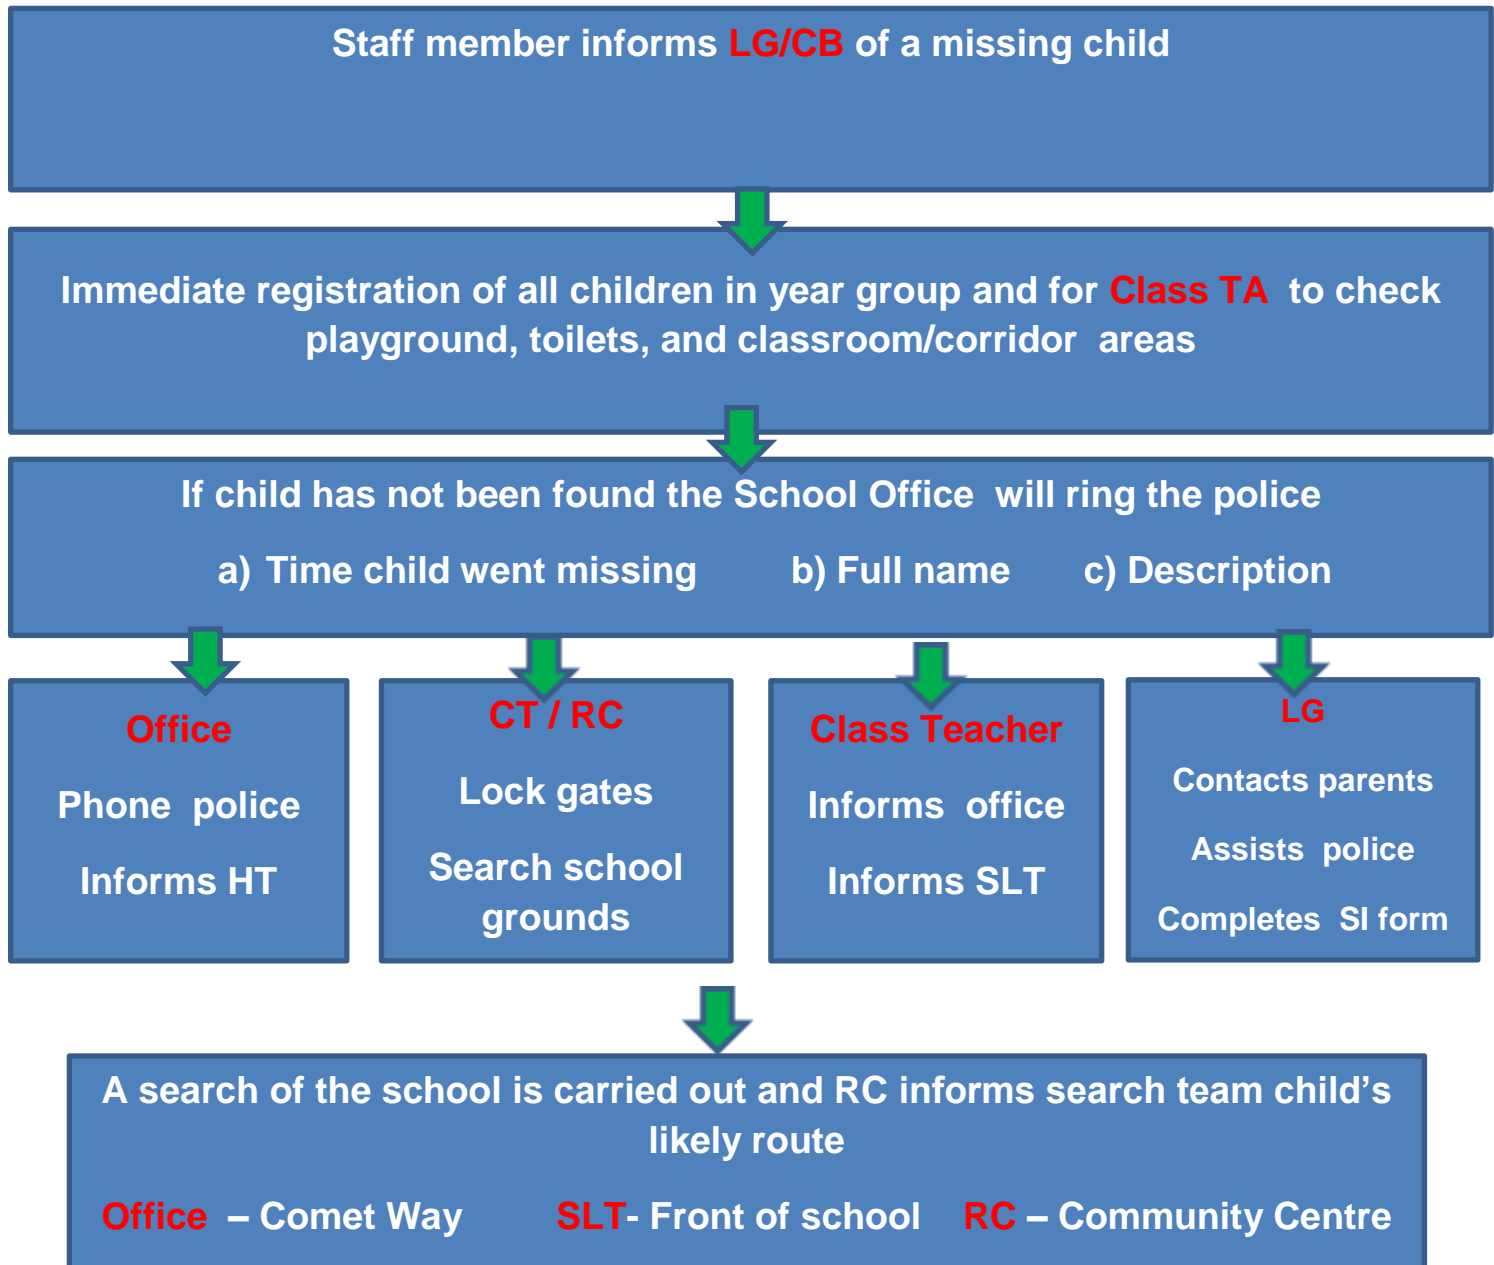 Staff member informs LG/CB of a missing child
Immediate registration of all children in year group and for Class TA to check
playground, toilets, and classroom/corridor areas
If child has not been found the School Office will ring the police
a) Time child went missing b) Full name c) Description
Office
Phone police
Informs HT
CT / RC
Lock gates
Search school
grounds
Class Teacher
Informs office
Informs SLT
LG
Contacts parents
Assists police
Completes SI form
A search of the school is carried out and RC informs search team child’s
likely route
Office – Comet Way SLT- Front of school RC – Community Centre